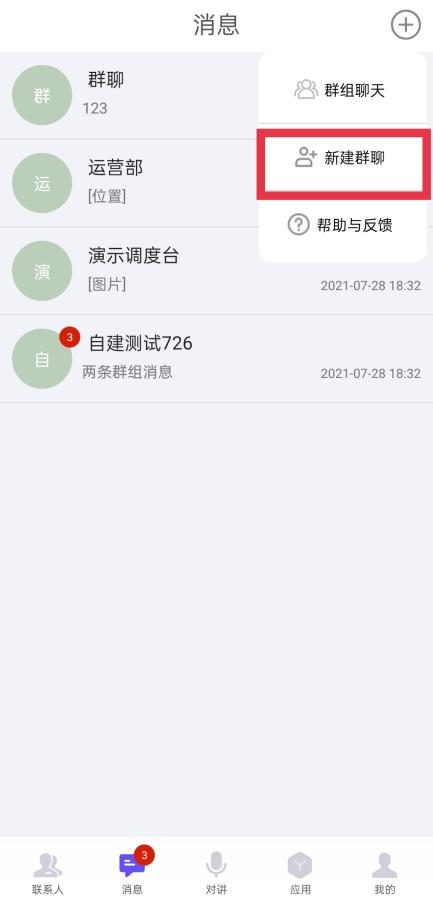 消息
群
群聊
123
群组聊天
运
运营部
[位置]
新建群聊
帮助与反馈
演
演示调度台
[图片]
2021-07-28 18:32
自
3
自建测试726
两条群组消息
2021-07-28 18:32
3
联系人
消息
对讲
应用
我的